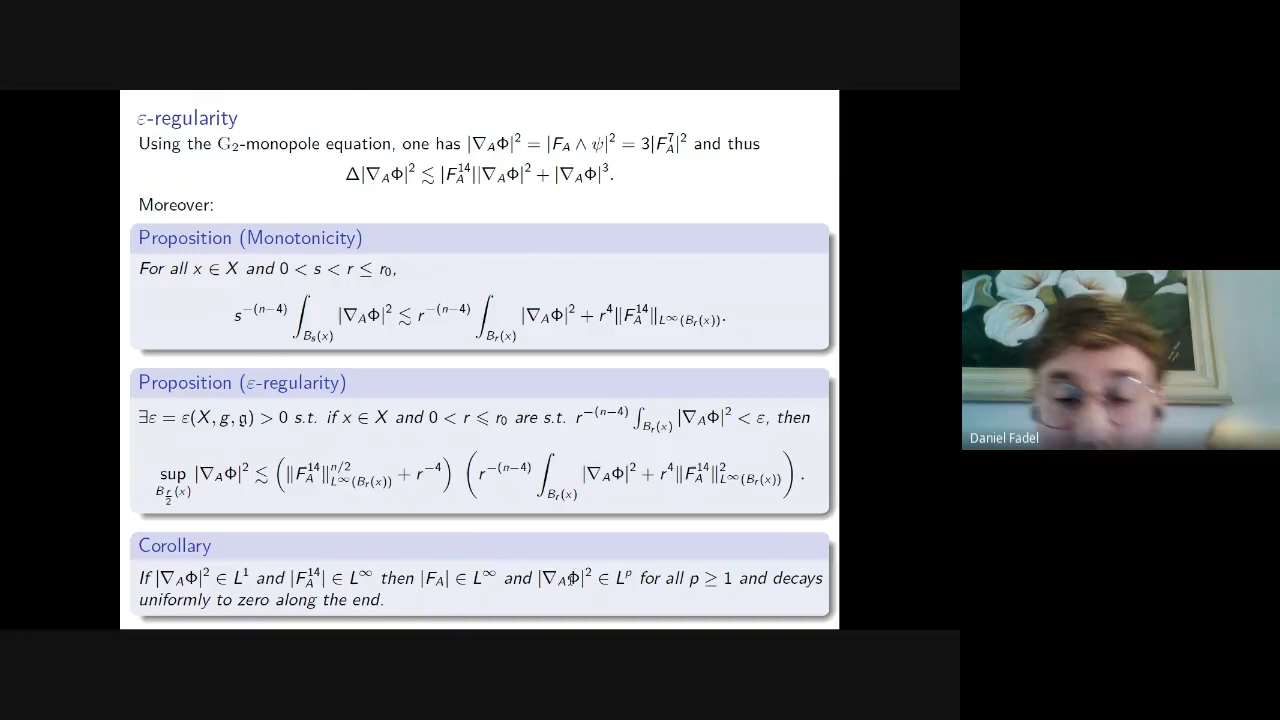 ε-regularity
Using the G₂-monopole equation, one has |∇_AΦ|² = |F_A ∧ ψ|² = 3|F_A^7|² and thus
Δ|∇_AΦ|² ≲ |F_A^{14}||∇_AΦ|² + |∇_AΦ|³.
Moreover:
Proposition (Monotonicity)
For all x ∈ X and 0 < s < r ≤ r₀,
s^{-(n-4)} ∫_{B_s(x)} |∇_AΦ|² ≲ r^{-(n-4)} ∫_{B_r(x)} |∇_AΦ|² + r⁴‖F_A^{14}‖_{L^∞(B_r(x))}.
Proposition (ε-regularity)
∃ε = ε(X, g, 𝔤) > 0 s.t. if x ∈ X and 0 < r ⩽ r₀ are s.t. r^{-(n-4)} ∫_{B_r(x)} |∇_AΦ|² < ε, then
sup_{B_{r/2}(x)} |∇_AΦ|² ≲ (‖F_A^{14}‖_{L^∞(B_r(x))}^{n/2} + r^{-4}) (r^{-(n-4)} ∫_{B_r(x)} |∇_AΦ|² + r⁴‖F_A^{14}‖²_{L^∞(B_r(x))}).
Corollary
If |∇_AΦ|² ∈ L¹ and |F_A^{14}| ∈ L^∞ then |F_A| ∈ L^∞ and |∇_AΦ|² ∈ L^p for all p ≥ 1 and decays
uniformly to zero along the end.
Daniel Fadel